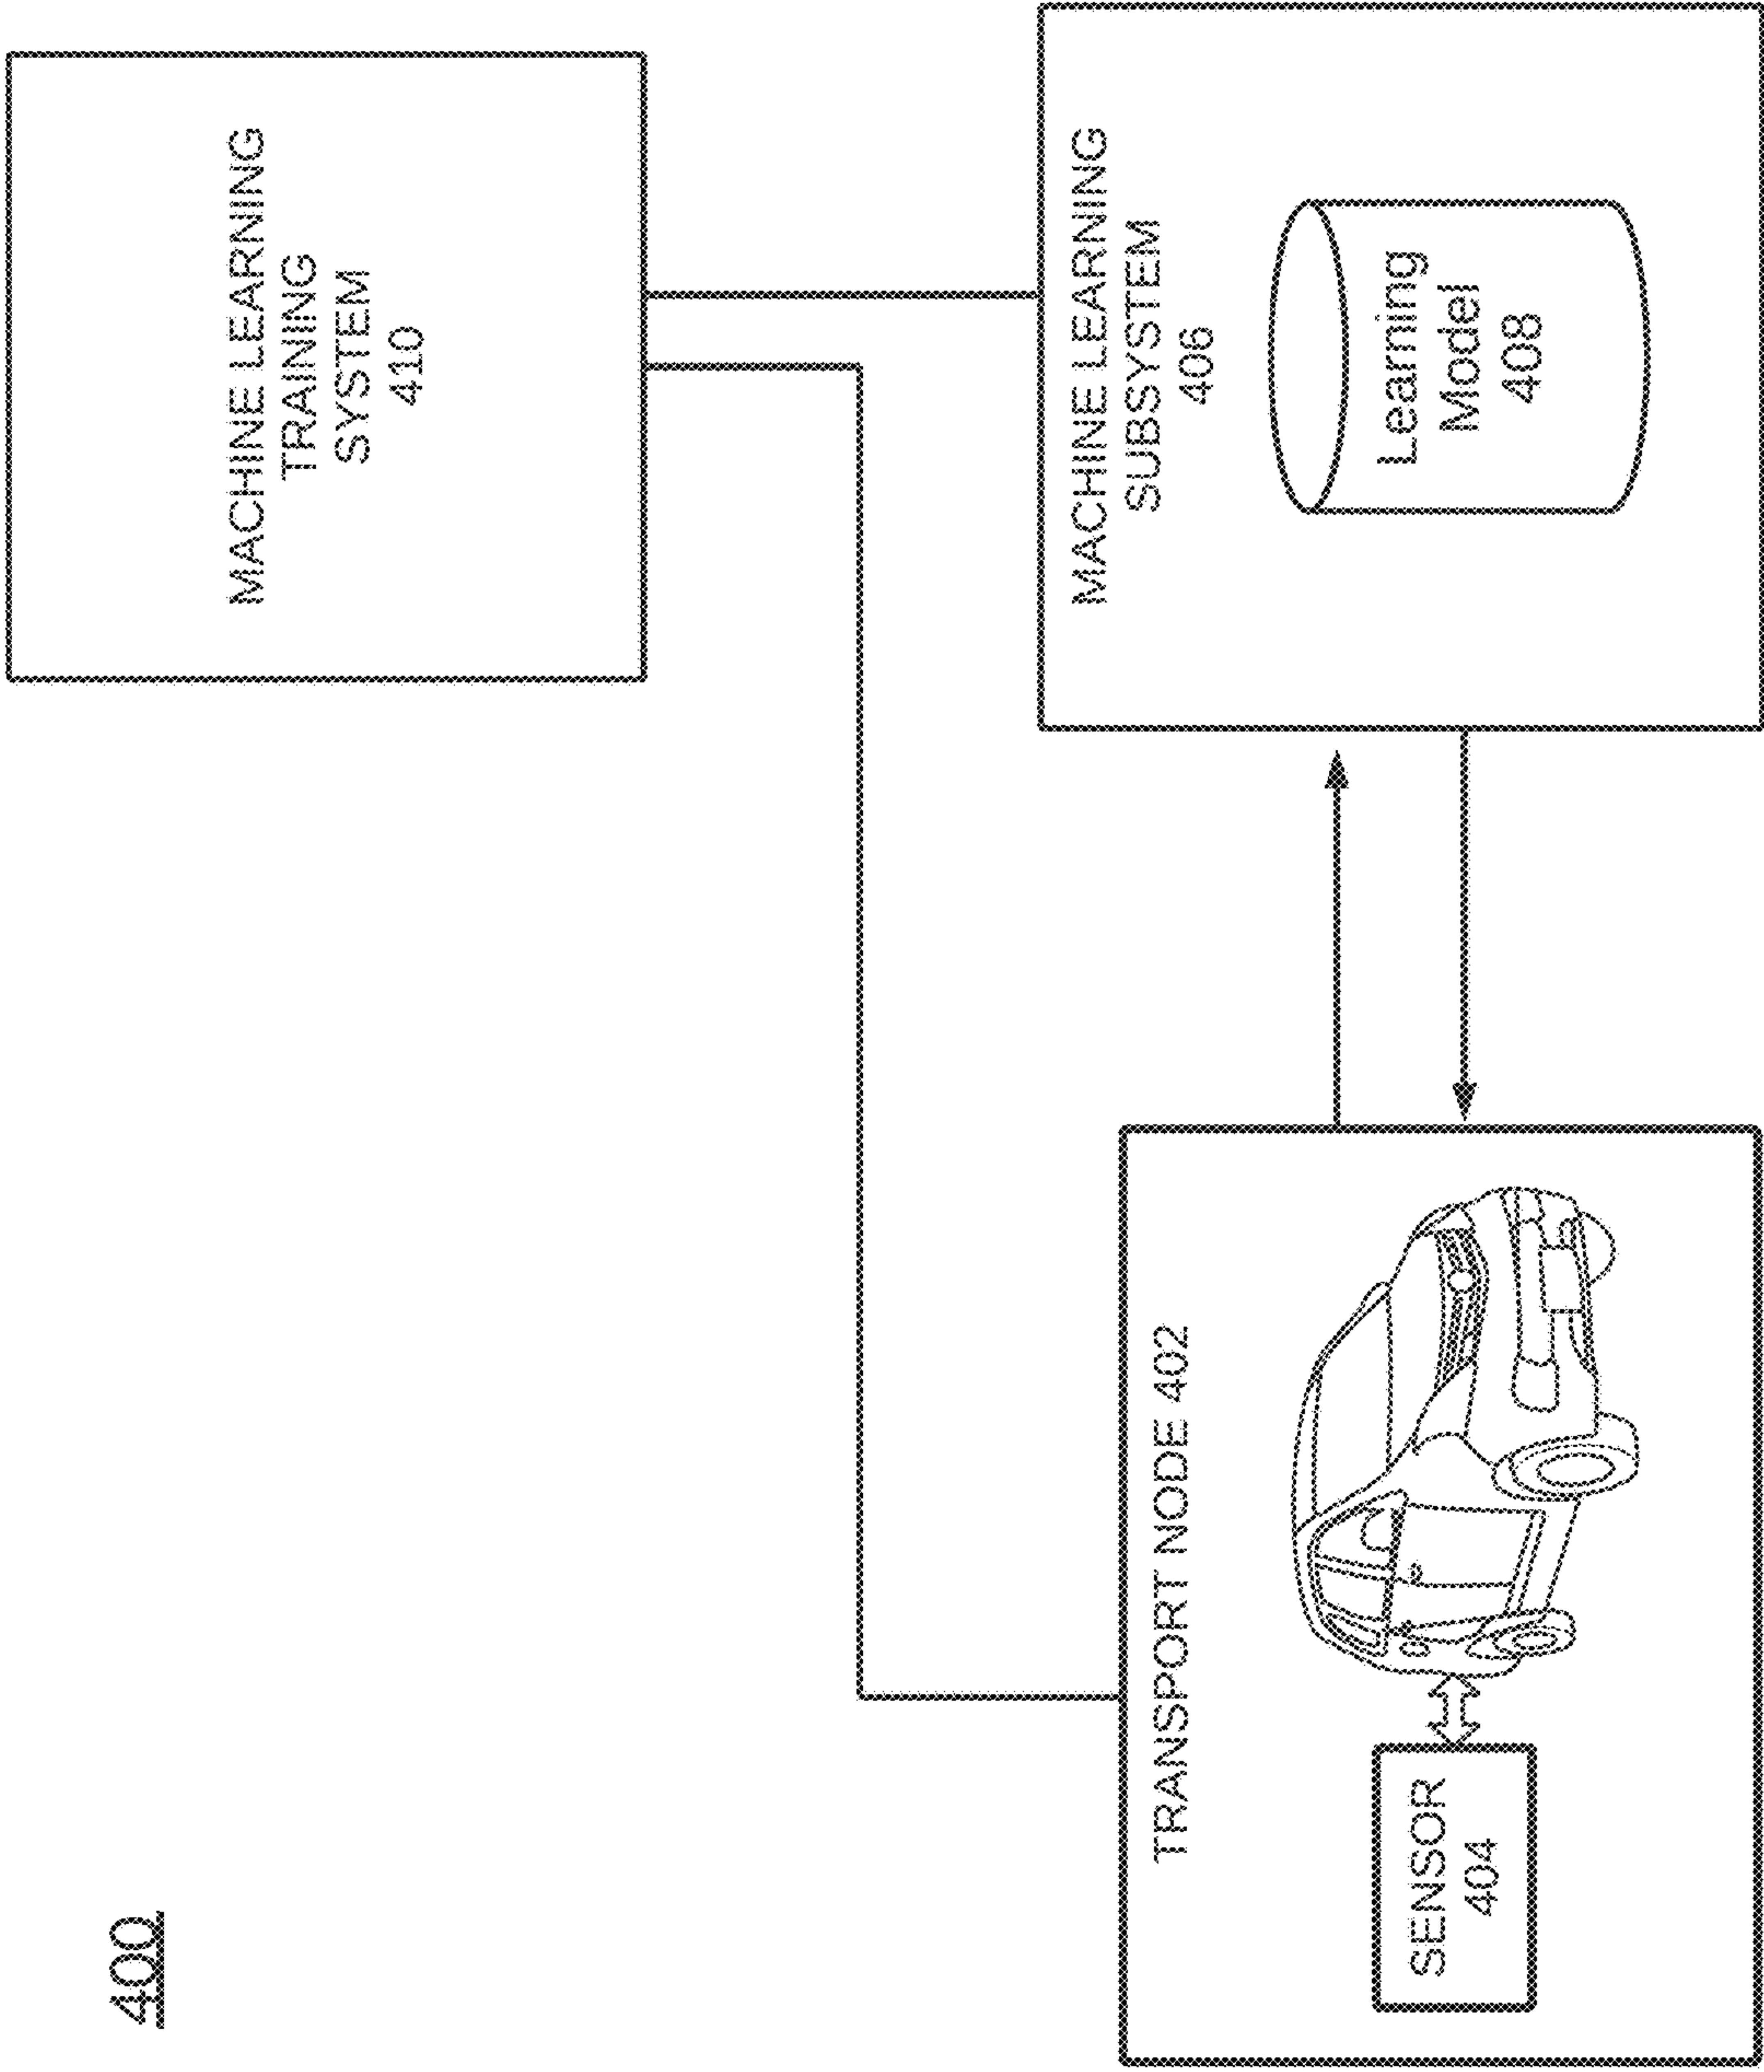 400
MACHINE LEARNING
TRAINING
SYSTEM
410
TRANSPORT NODE 402
SENSOR
404
MACHINE LEARNING
SUBSYSTEM
406
Learning
Model
408